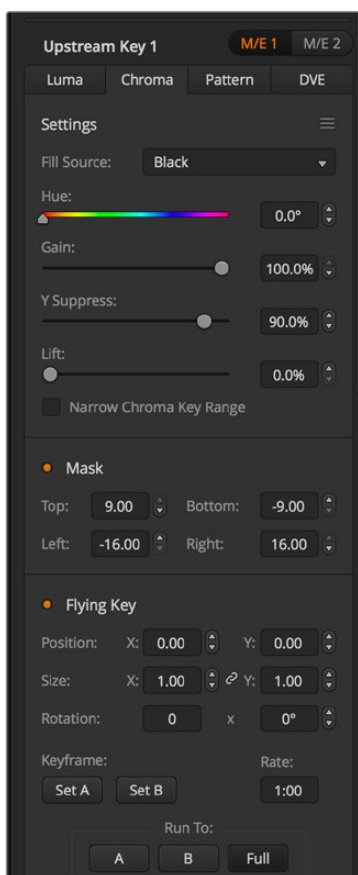 Upstream Key 1 M/E 1 M/E 2
Luma Chroma Pattern DVE
Settings
Fill Source: Black
Hue:
0.0°
Gain:
100.0%
Y Suppress:
90.0%
Lift:
0.0%
Narrow Chroma Key Range
Mask
Top: 9.00 Bottom: -9.00
Left: -16.00 Right: 16.00
Flying Key
Position: X: 0.00 Y: 0.00
Size: X: 1.00 Y: 1.00
Rotation: 0 x 0°
Keyframe: Rate:
Set A Set B 1:00
Run To:
A B Full